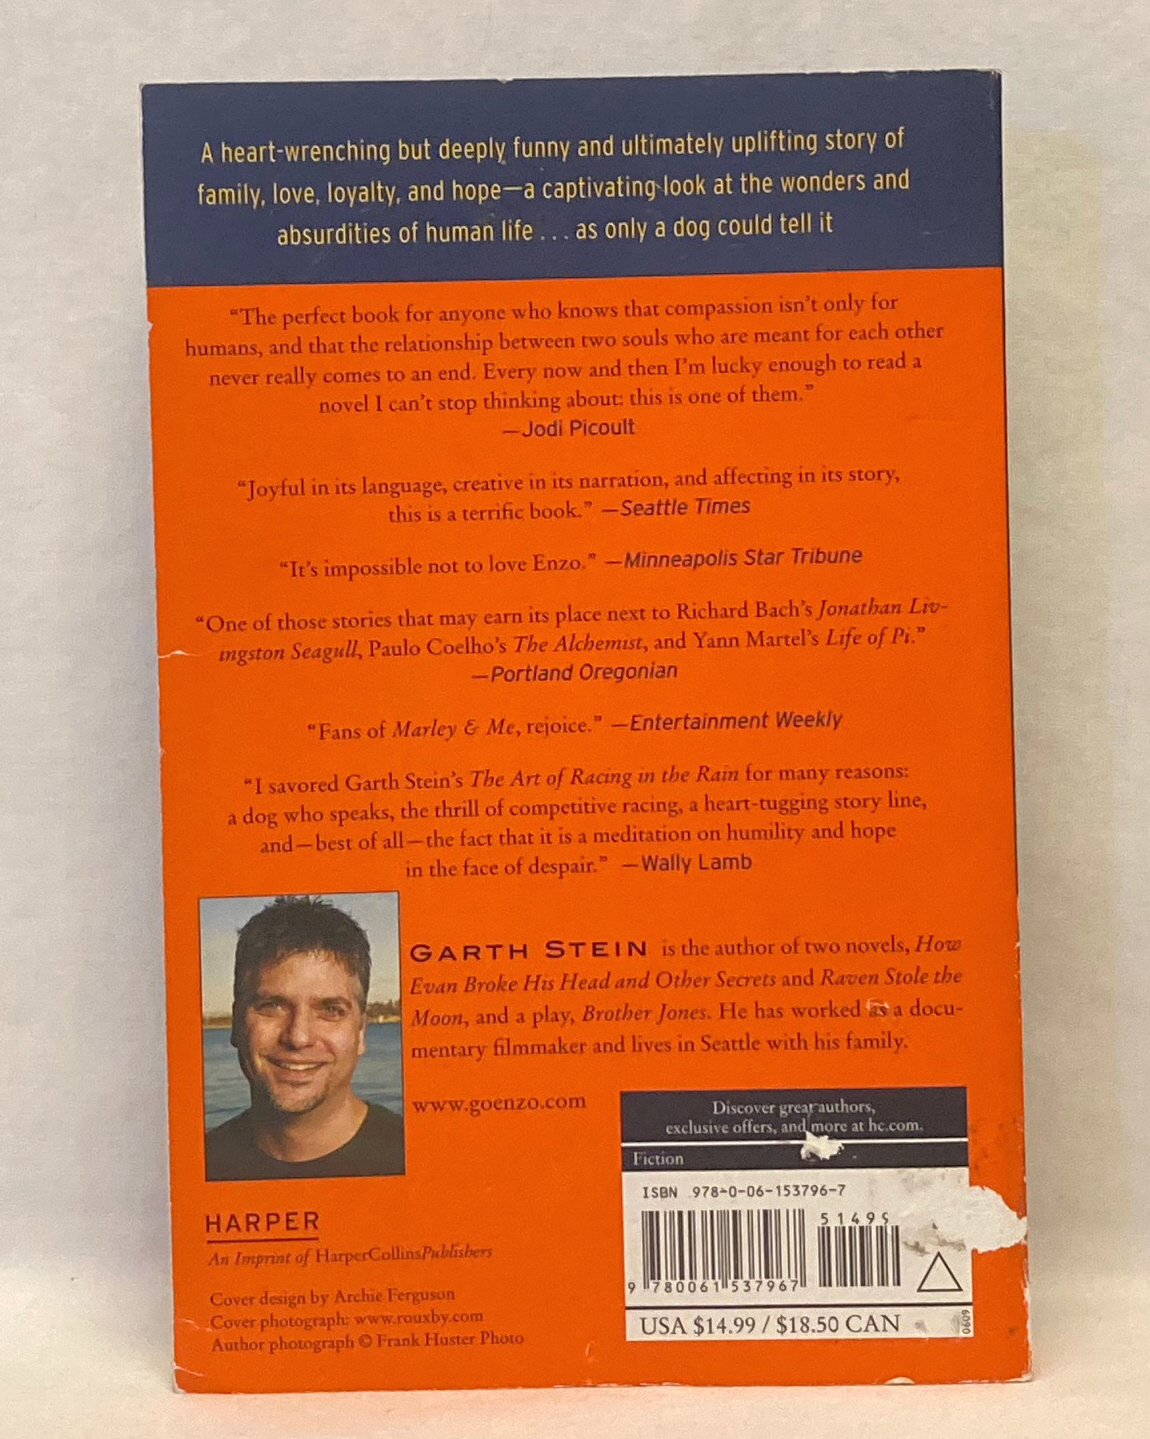 A heart-wrenching but deeply funny and ultimately uplifting story of
family, love, loyalty, and hope—a captivating look at the wonders and
absurdities of human life . . . as only a dog could tell it
“The perfect book for anyone who knows that compassion isn’t only for
humans, and that the relationship between two souls who are meant for each other
never really comes to an end. Every now and then I’m lucky enough to read a
novel I can’t stop thinking about: this is one of them.”
—Jodi Picoult
“Joyful in its language, creative in its narration, and affecting in its story,
this is a terrific book.” —Seattle Times
“It’s impossible not to love Enzo.” —Minneapolis Star Tribune
“One of those stories that may earn its place next to Richard Bach’s Jonathan Liv-
ingston Seagull, Paulo Coelho’s The Alchemist, and Yann Martel’s Life of Pi.”
—Portland Oregonian
“Fans of Marley & Me, rejoice.” —Entertainment Weekly
“I savored Garth Stein’s The Art of Racing in the Rain for many reasons:
a dog who speaks, the thrill of competitive racing, a heart-tugging story line,
and—best of all—the fact that it is a meditation on humility and hope
in the face of despair.” —Wally Lamb
GARTH STEIN is the author of two novels, How
Evan Broke His Head and Other Secrets and Raven Stole the
Moon, and a play, Brother Jones. He has worked as a docu-
mentary filmmaker and lives in Seattle with his family.
www.goenzo.com
Discover great authors,
exclusive offers, and more at hc.com.
Fiction
ISBN 978-0-06-153796-7
51499
9 780061 537967
USA $14.99 / $18.50 CAN
0609
HARPER
An Imprint of HarperCollinsPublishers
Cover design by Archie Ferguson
Cover photograph: www.rouxby.com
Author photograph © Frank Huster Photo